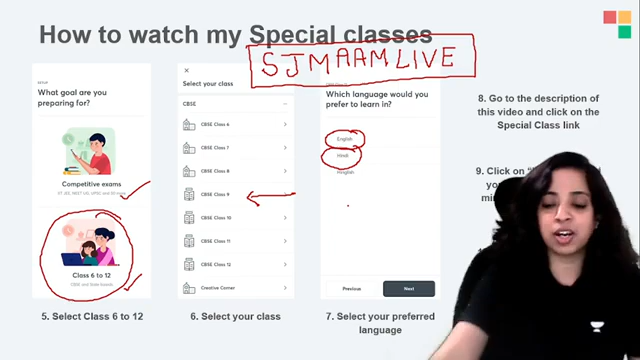 How to watch my Special classes
SJMAAMLIVE
SETUP
What goal are you
preparing for?
Competitive exams
Class 6 to 12
CBSE and State boards
5. Select Class 6 to 12
Select your class
CBSE
CBSE Class 6
CBSE Class 7
CBSE Class 8
CBSE Class 9
CBSE Class 10
CBSE Class 11
CBSE Class 12
Creative Corner
6. Select your class
Which language would you
prefer to learn in?
English
Hindi
Hinglish
Previous
Next
7. Select your preferred
language
8. Go to the description
of this video and click on the
Special Class link
9. Click on